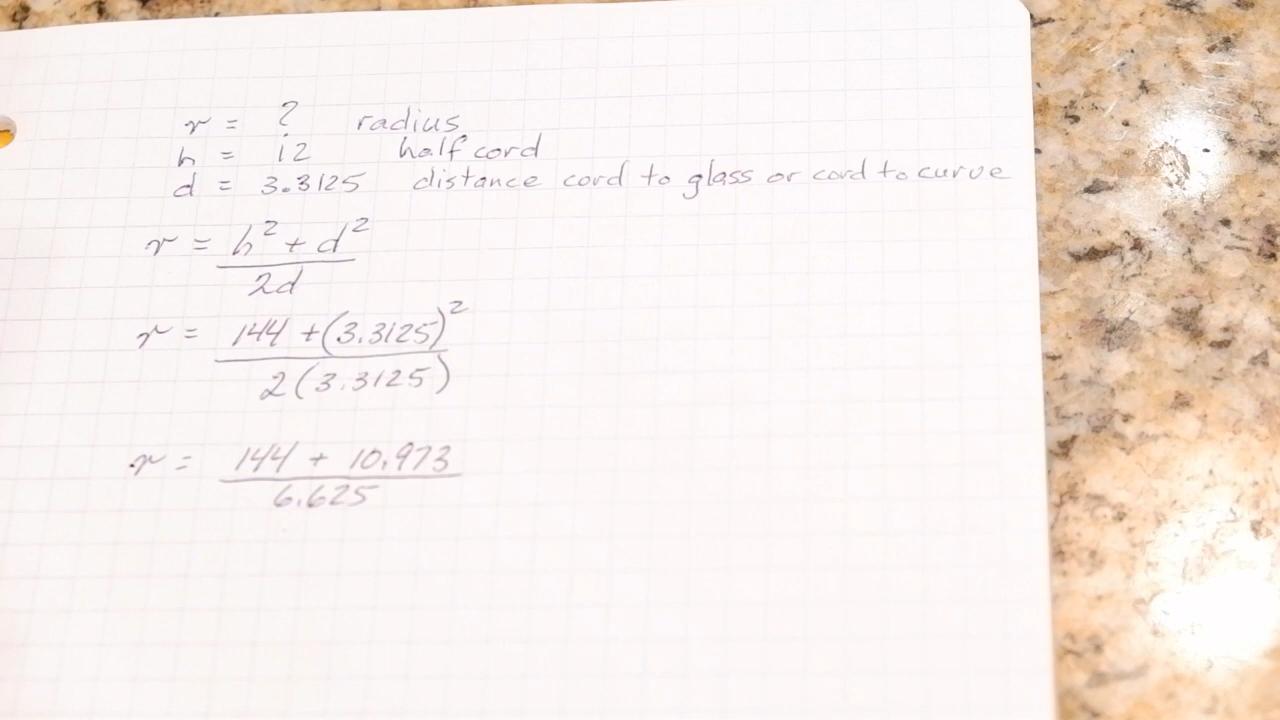 r = ? radius
h = 12 half cord
d = 3.3125 distance cord to glass or cord to curve
r = h² + d²
2d
r = 144 + (3.3125)²
2(3.3125)
r = 144 + 10.973
6.625